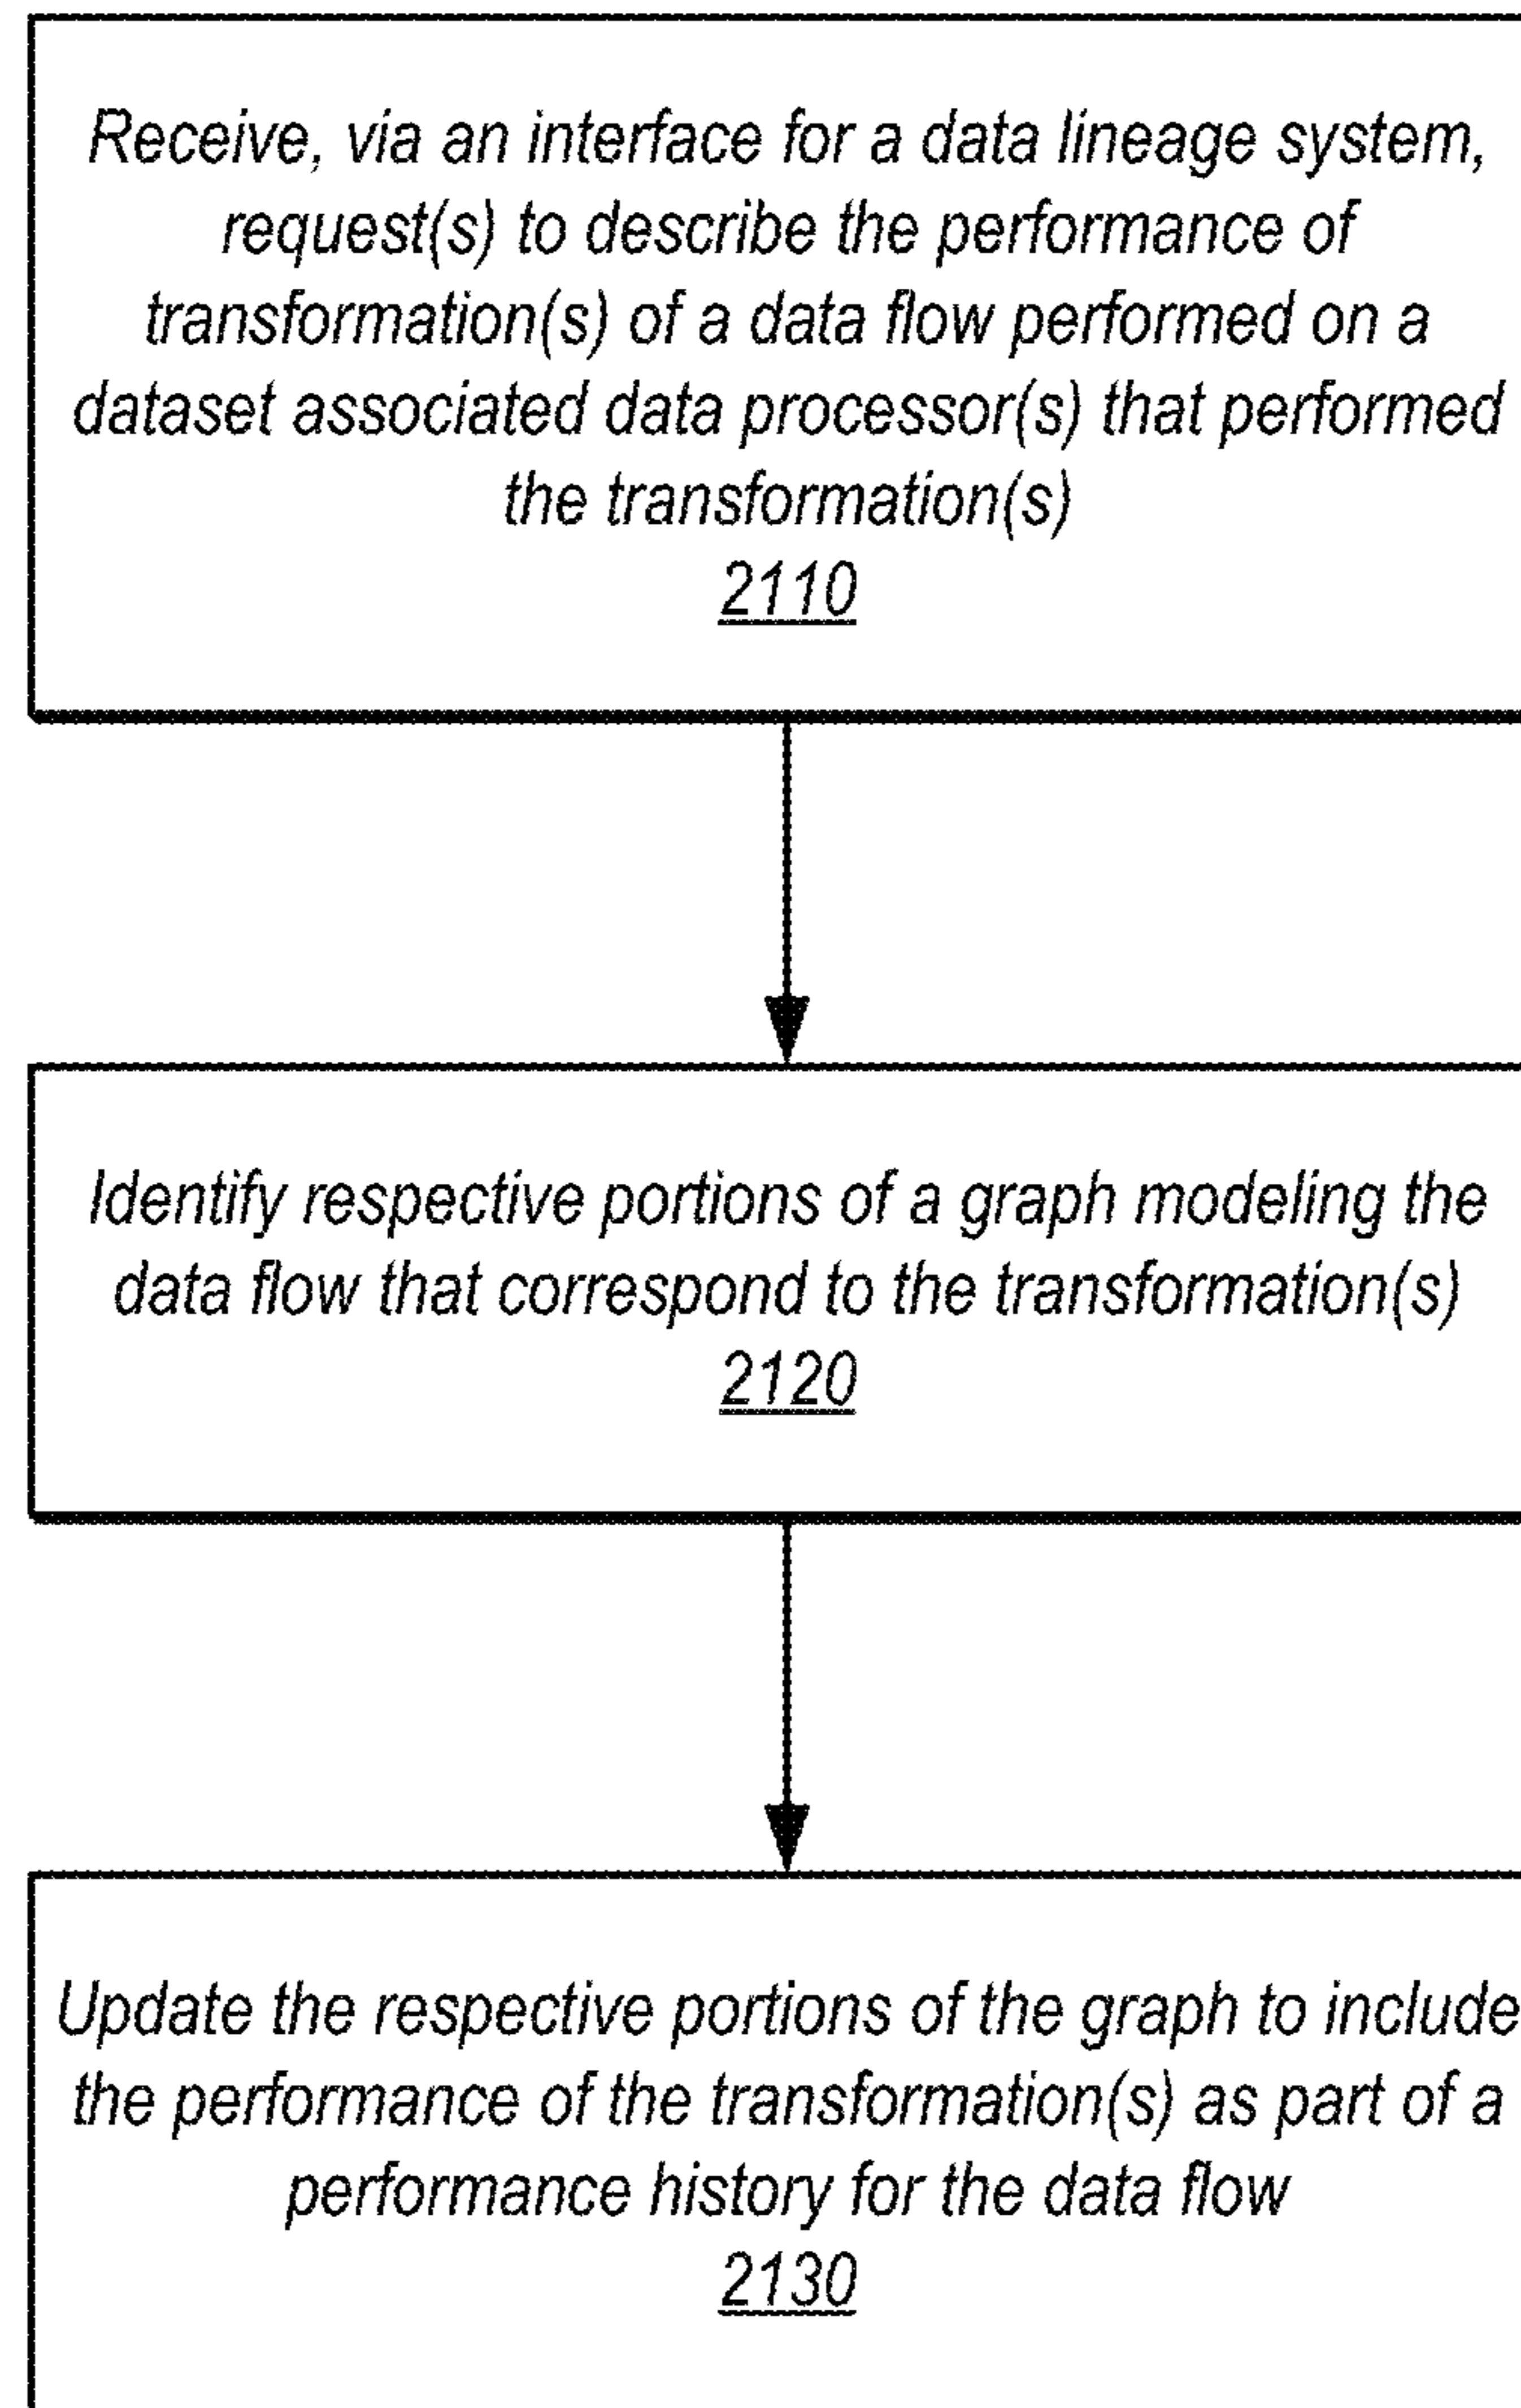 Receive, via an interface for a data lineage system,
request(s) to describe the performance of
transformation(s) of a data flow performed on a
dataset associated data processor(s) that performed
the transformation(s)
2110
Identify respective portions of a graph modeling the
data flow that correspond to the transformation(s)
2120
Update the respective portions of the graph to include
the performance of the transformation(s) as part of a
performance history for the data flow
2130